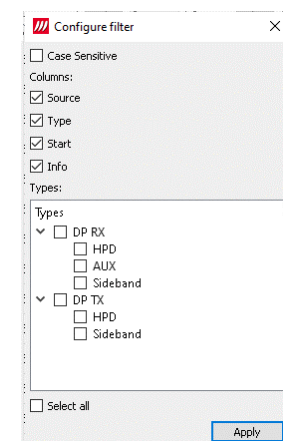 Configure filter
Case Sensitive
Columns:
Source
Type
Start
Info
Types:
Types
DP RX
HPD
AUX
Sideband
DP TX
HPD
Sideband
Select all
Apply